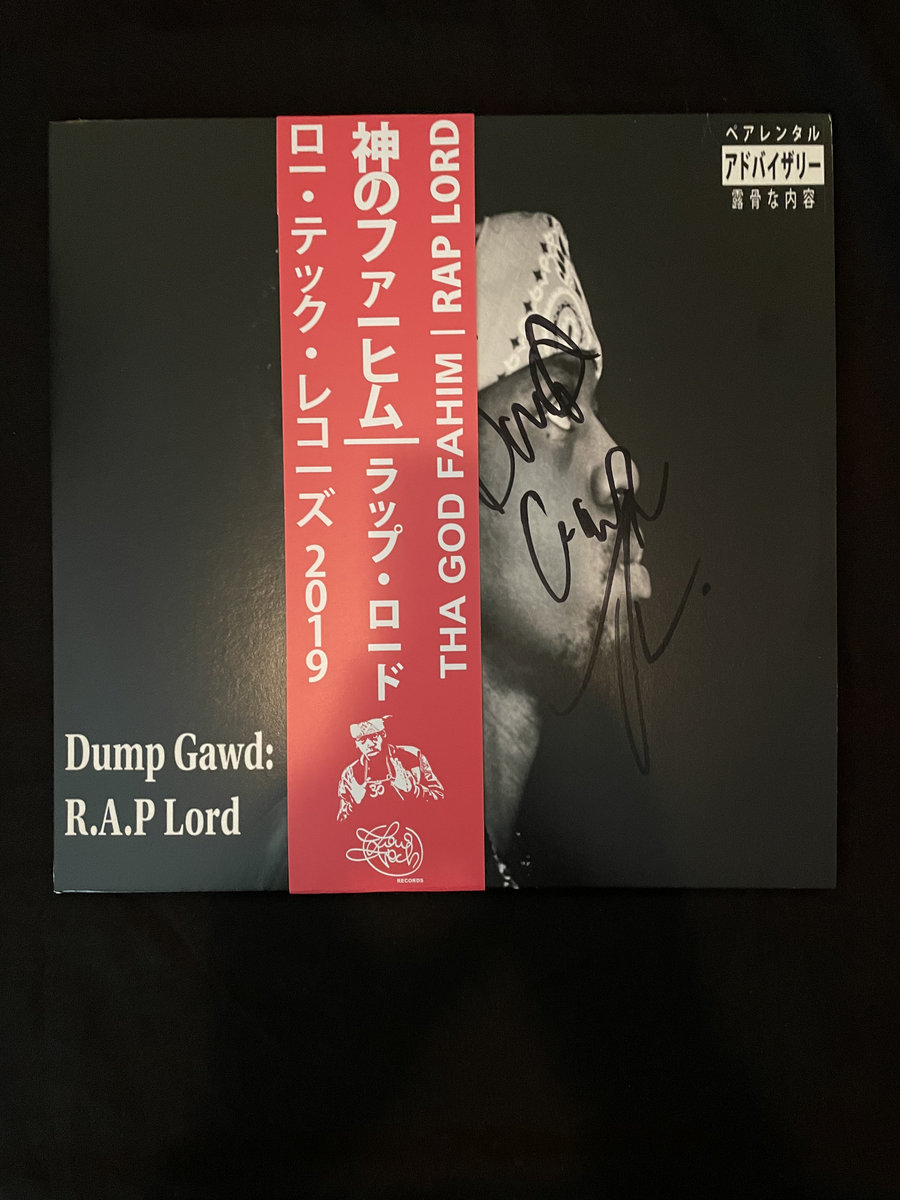 ペアレンタル
アドバイザリー
露骨な内容
THA GOD FAHIM | RAP LORD
神のファーヒム | ラップ・ロード
ロー・テック・レコーズ 2019
Dump Gawd:
R.A.P Lord
RECORDS